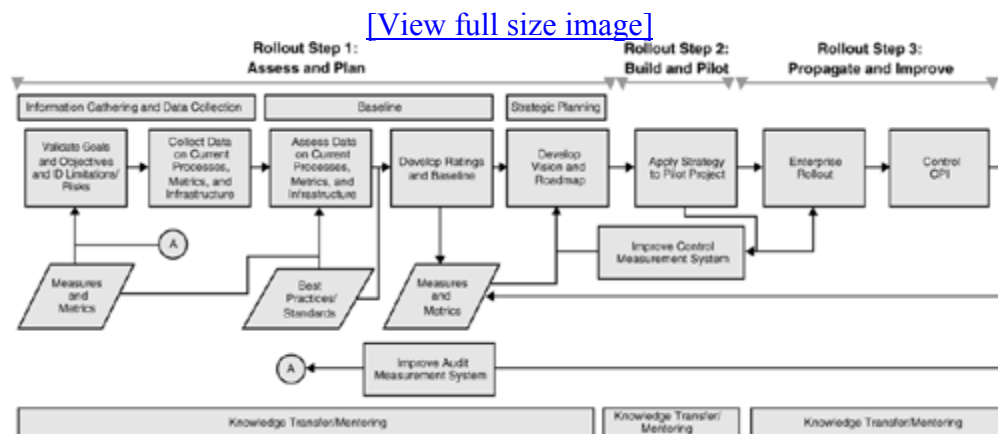 [View full size image]
Rollout Step 1:
Assess and Plan
Rollout Step 2:
Build and Pilot
Rollout Step 3:
Propagate and Improve
Information Gathering and Data Collection
Baseline
Strategic Planning
Validate Goals
and Objectives
and ID Limitations/
Risks
Collect Data
on Current
Processes,
Metrics, and
Infrastructure
Assess Data
on Current
Processes,
Metrics, and
Infrastructure
Develop Ratings
and Baseline
Develop
Vision and
Roadmap
Apply Strategy
to Pilot Project
Enterprise
Rollout
Control
CPI
A
Improve Control
Measurement System
Measures
and
Metrics
Best
Practices/
Standards
Measures
and
Metrics
A
Improve Audit
Measurement System
Knowledge Transfer/Mentoring
Knowledge Transfer/
Mentoring
Knowledge Transfer/Mentoring